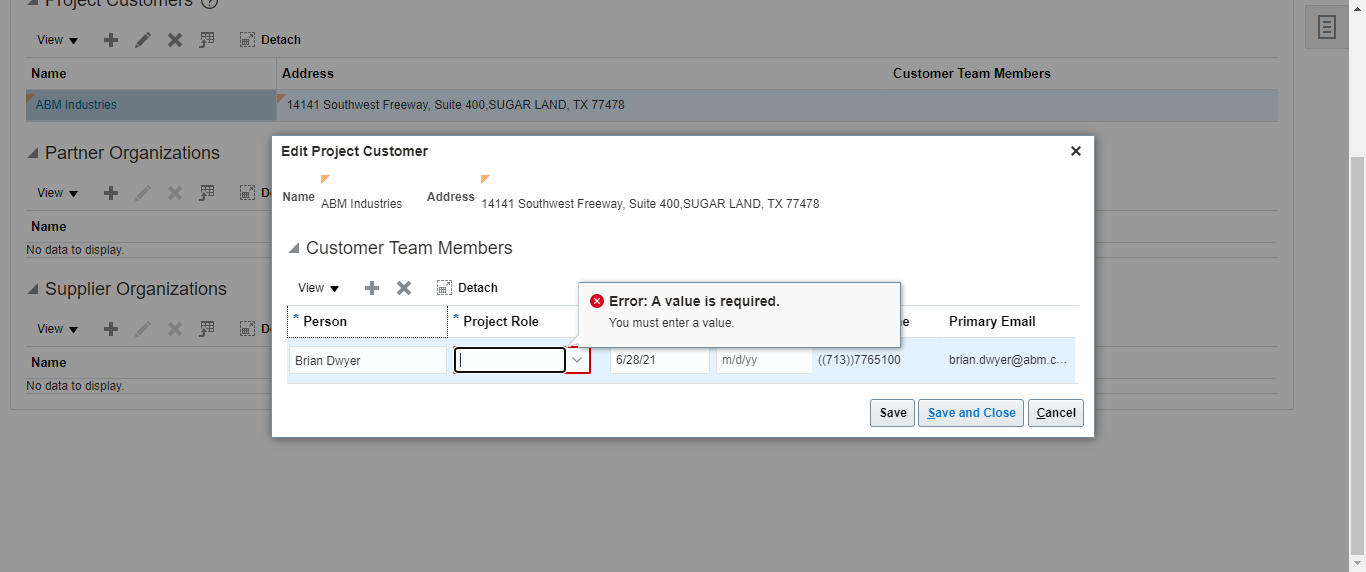 Project Customers
View
Detach
Name Address Customer Team Members
ABM Industries 14141 Southwest Freeway, Suite 400,SUGAR LAND, TX 77478
Partner Organizations
View D
Name
No data to display.
Supplier Organizations
View D
Name
No data to display.
Edit Project Customer
Name ABM Industries Address 14141 Southwest Freeway, Suite 400,SUGAR LAND, TX 77478
Customer Team Members
View Detach
Error: A value is required.
You must enter a value.
* Person * Project Role e Primary Email
Brian Dwyer 6/28/21 m/d/yy ((713))7765100 brian.dwyer@abm.c...
Save Save and Close Cancel